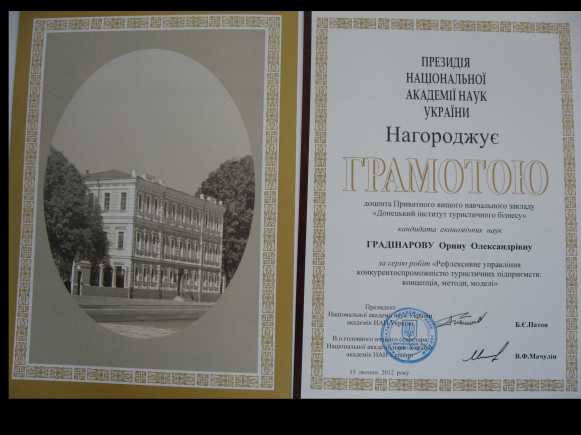 ПРЕЗИДІЯ
НАЦІОНАЛЬНОЇ
АКАДЕМІЇ НАУК
УКРАЇНИ
Нагороджує
ГРАМОТОЮ
доцента Приватного вищого навчального закладу
«Донецький інститут туристичного бізнесу»
кандидата економічних наук
ГРАДІНАРОВУ Орину Олександрівну
за серію робіт «Рефлексивне управління
конкурентоспроможністю туристичних підприємств:
концепція, методи, моделі»
Президент
Національної академії наук України
академік НАН України
Б.Є.Патон
В.о головного вченого секретаря
Національної академії наук України
академік НАН України
В.Ф.Мачулін
15 лютого 2012 року